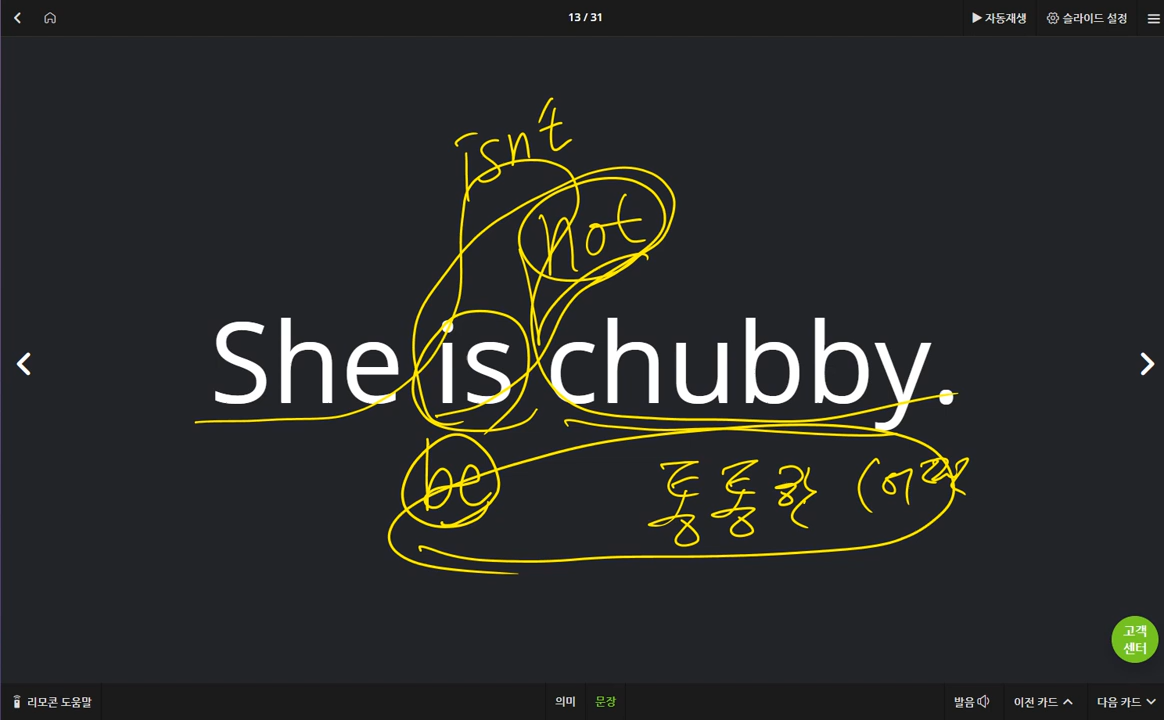 13 / 31
자동재생
슬라이드 설정
isn't
not
She is chubby.
be
통통한
고객
센터
리모콘 도움말
의미
문장
발음
이전 카드
다음 카드